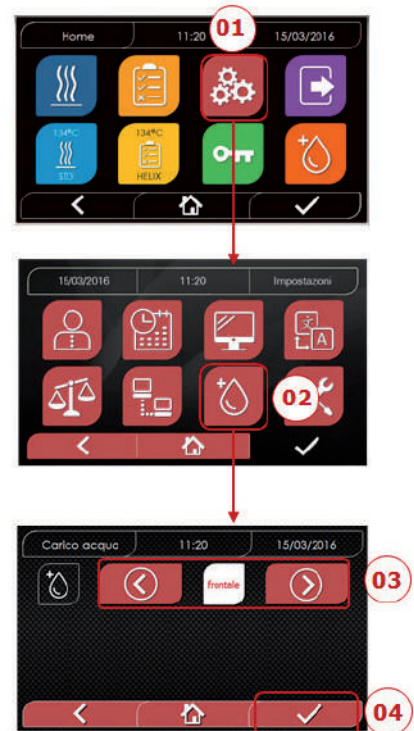 01
Home 11:20 15/03/2016
134°C 134°C
STD HELIX
15/03/2016 11:20 Impostazoni
文
A
02
Carico acqua 11:20 15/03/2016
frontale
03
04